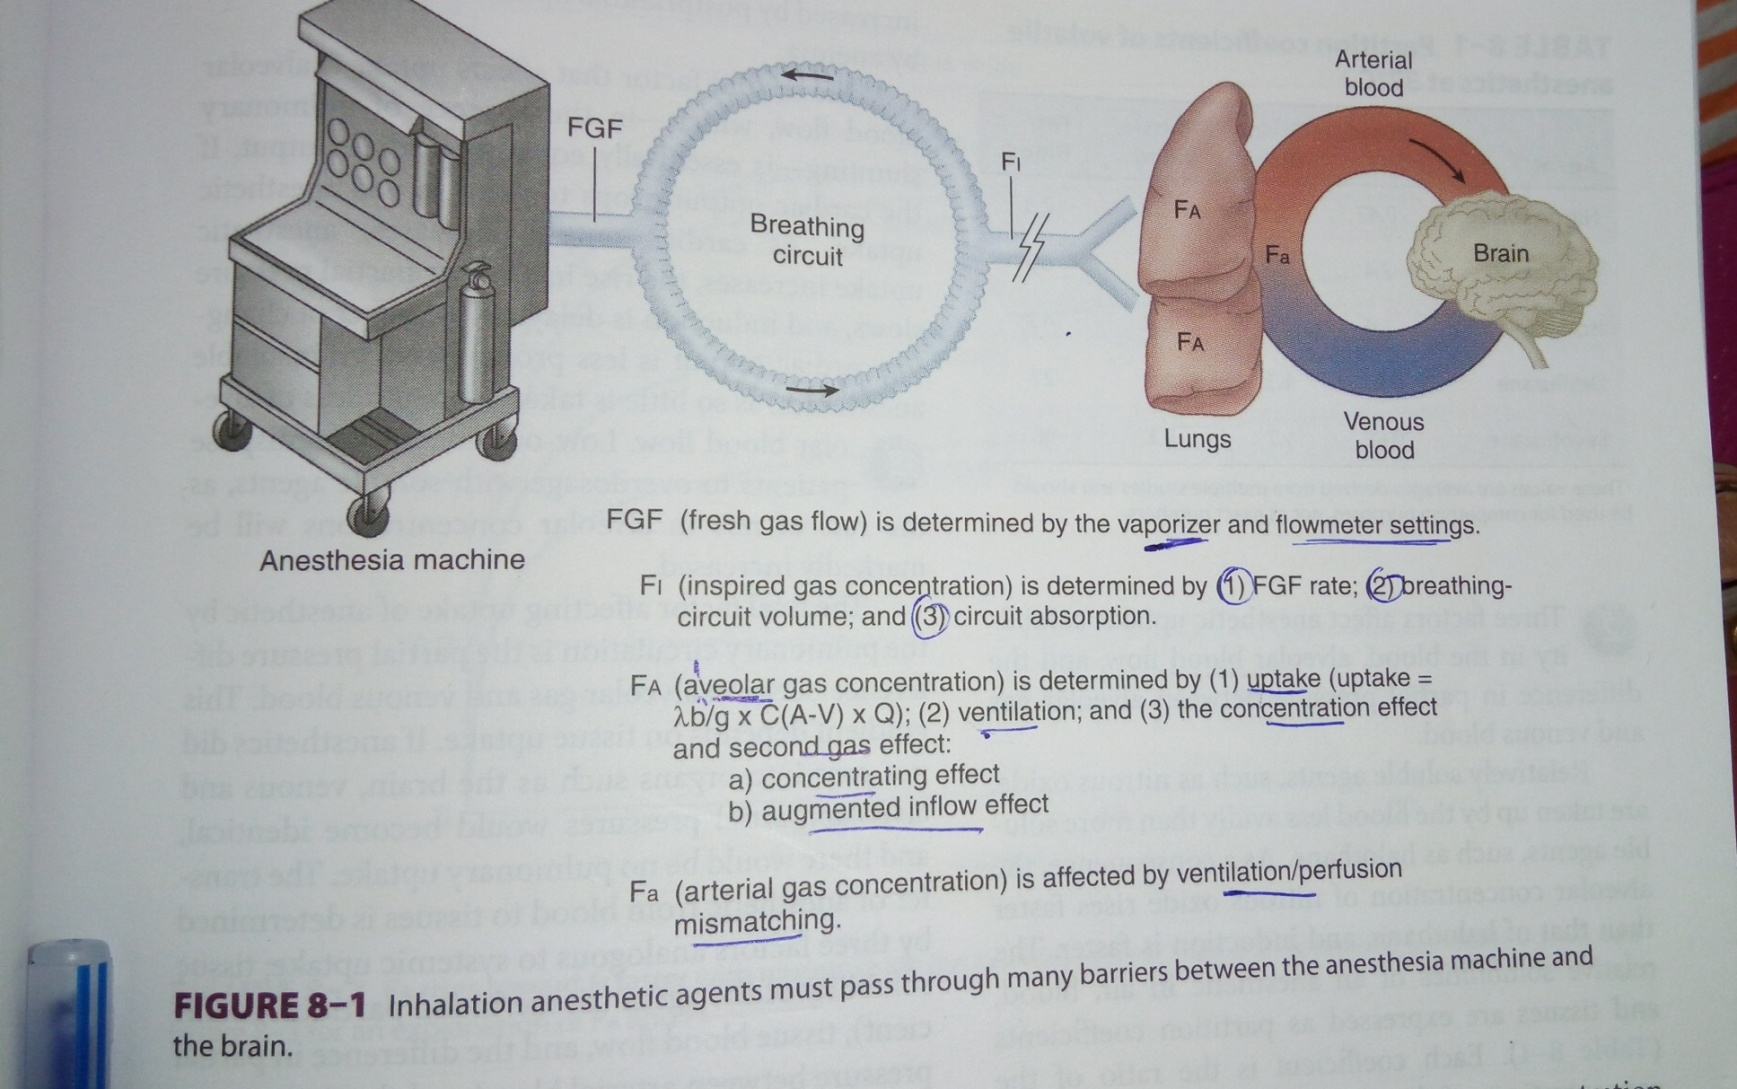 Arterial
blood
FGF
FI
Breathing
circuit
FA
Fa
Brain
FA
Lungs
Venous
blood
Anesthesia machine
FGF (fresh gas flow) is determined by the vaporizer and flowmeter settings.
FI (inspired gas concentration) is determined by (1) FGF rate; (2) breathing-
circuit volume; and (3) circuit absorption.
FA (aveolar gas concentration) is determined by (1) uptake (uptake =
λb/g x C(A-V) x Q); (2) ventilation; and (3) the concentration effect
and second gas effect:
a) concentrating effect
b) augmented inflow effect
Fa (arterial gas concentration) is affected by ventilation/perfusion
mismatching.
FIGURE 8–1 Inhalation anesthetic agents must pass through many barriers between the anesthesia machine and
the brain.